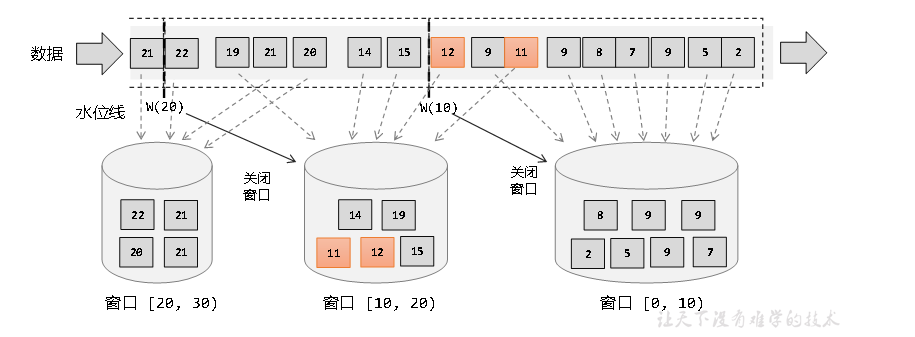 数据
21 22 19 21 20 14 15 12 9 11 9 8 7 9 5 2
水位线 W(20) W(10)
关闭
窗口
关闭
窗口
22 21
20 21
14 19
11 12 15
8 9 9
2 5 9 7
窗口 [20, 30)
窗口 [10, 20)
窗口 [0, 10)
让天下没有难学的技术